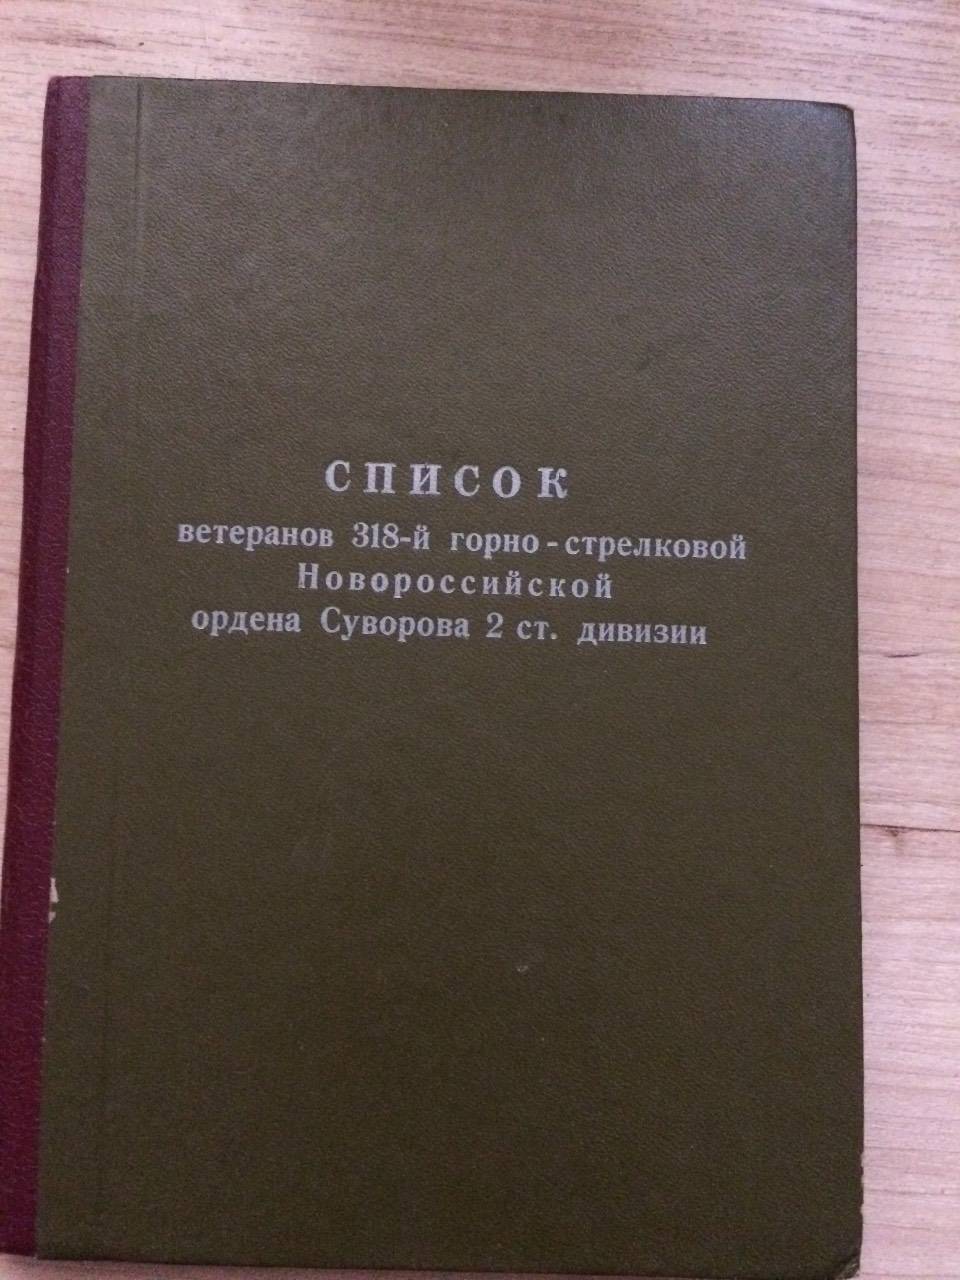 СПИСОК
ветеранов 318-й горно-стрелковой
Новороссийской
ордена Суворова 2 ст. дивизии